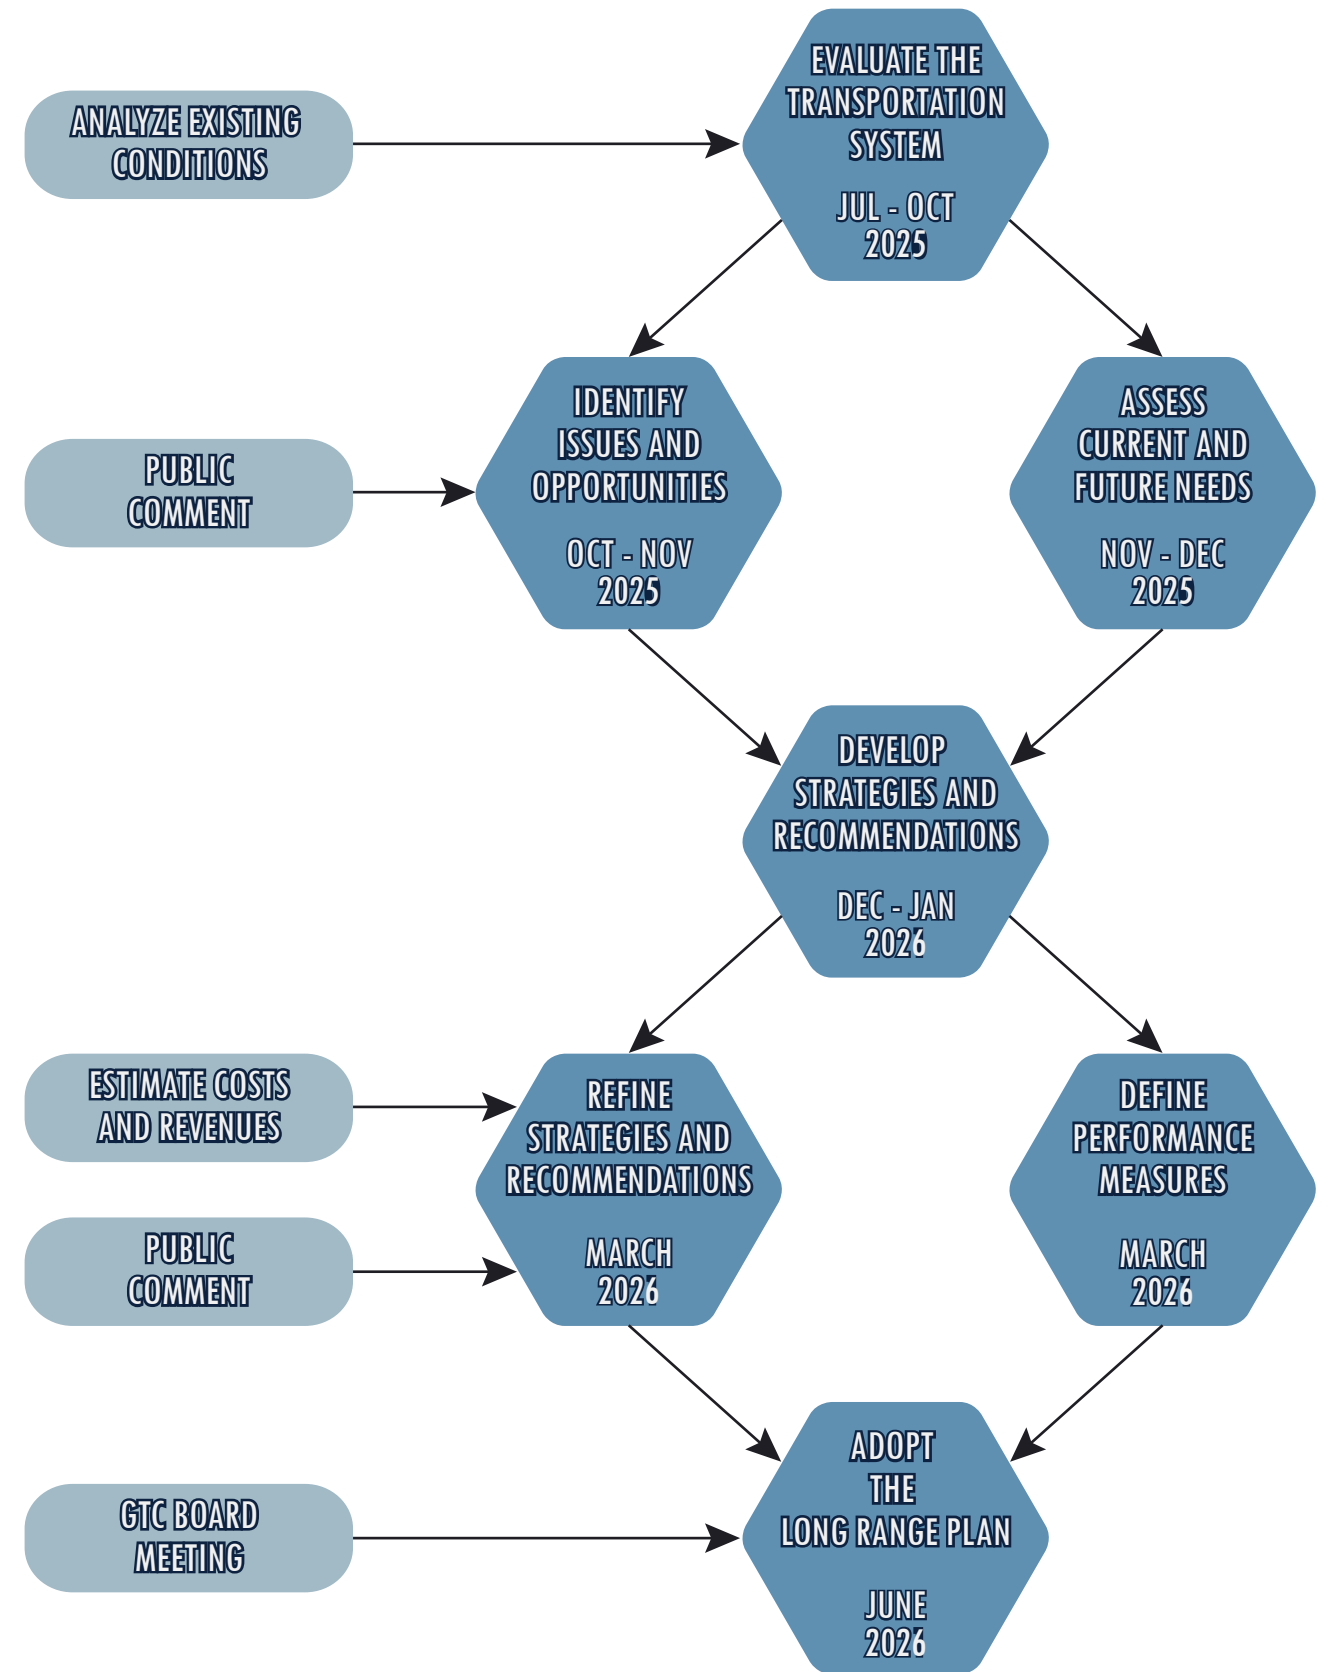 EVALUATE THE
TRANSPORTATION
SYSTEM
JUL - OCT
2025
ANALYZE EXISTING
CONDITIONS
IDENTIFY
ISSUES AND
OPPORTUNITIES
OCT - NOV
2025
ASSESS
CURRENT AND
FUTURE NEEDS
NOV - DEC
2025
PUBLIC
COMMENT
DEVELOP
STRATEGIES AND
RECOMMENDATIONS
DEC - JAN
2026
ESTIMATE COSTS
AND REVENUES
REFINE
STRATEGIES AND
RECOMMENDATIONS
MARCH
2026
DEFINE
PERFORMANCE
MEASURES
MARCH
2026
PUBLIC
COMMENT
ADOPT
THE
LONG RANGE PLAN
JUNE
2026
GTC BOARD
MEETING